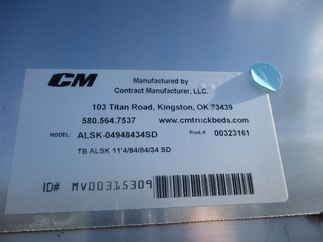 CM
Manufactured by
Contract Manufacturer, LLC.
103 Titan Road, Kingston, OK 73439
580.564.7537 www.cmtruckbeds.com
MODEL: ALSK-04948434SD Prod.# 00323161
TB ALSK 11'4/94/84/34 SD
ID# MV00315309